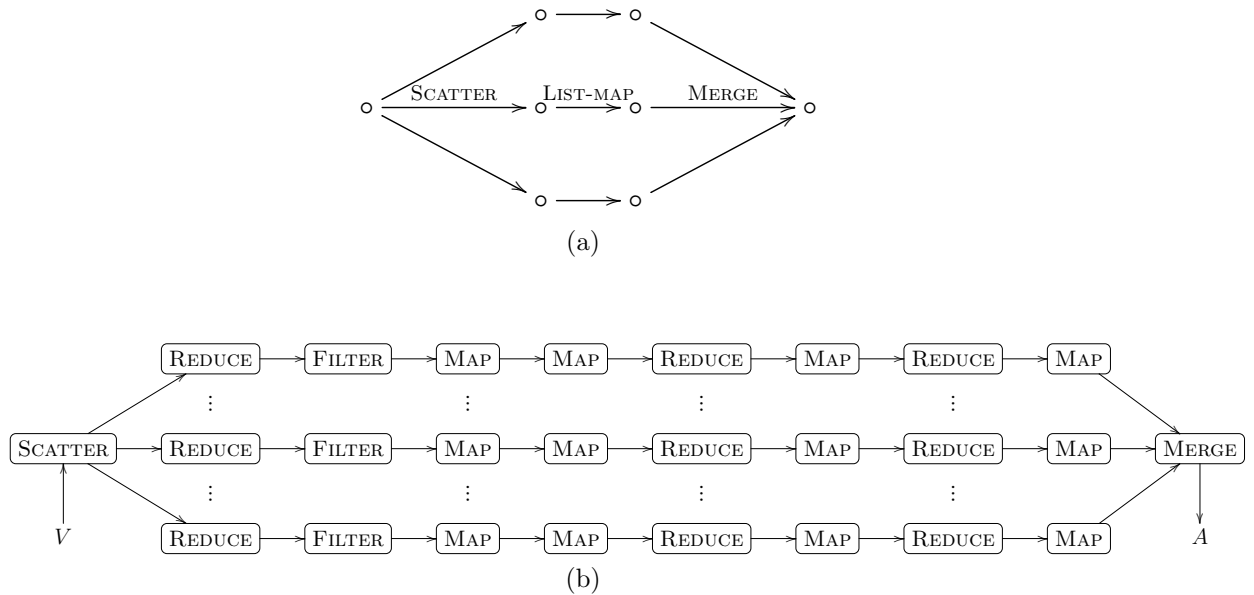 SCATTER LIST-MAP MERGE
(a)
REDUCE FILTER MAP MAP REDUCE MAP REDUCE MAP
⋮ ⋮ ⋮ ⋮
SCATTER REDUCE FILTER MAP MAP REDUCE MAP REDUCE MAP MERGE
⋮ ⋮ ⋮ ⋮
V REDUCE FILTER MAP MAP REDUCE MAP REDUCE MAP A
(b)